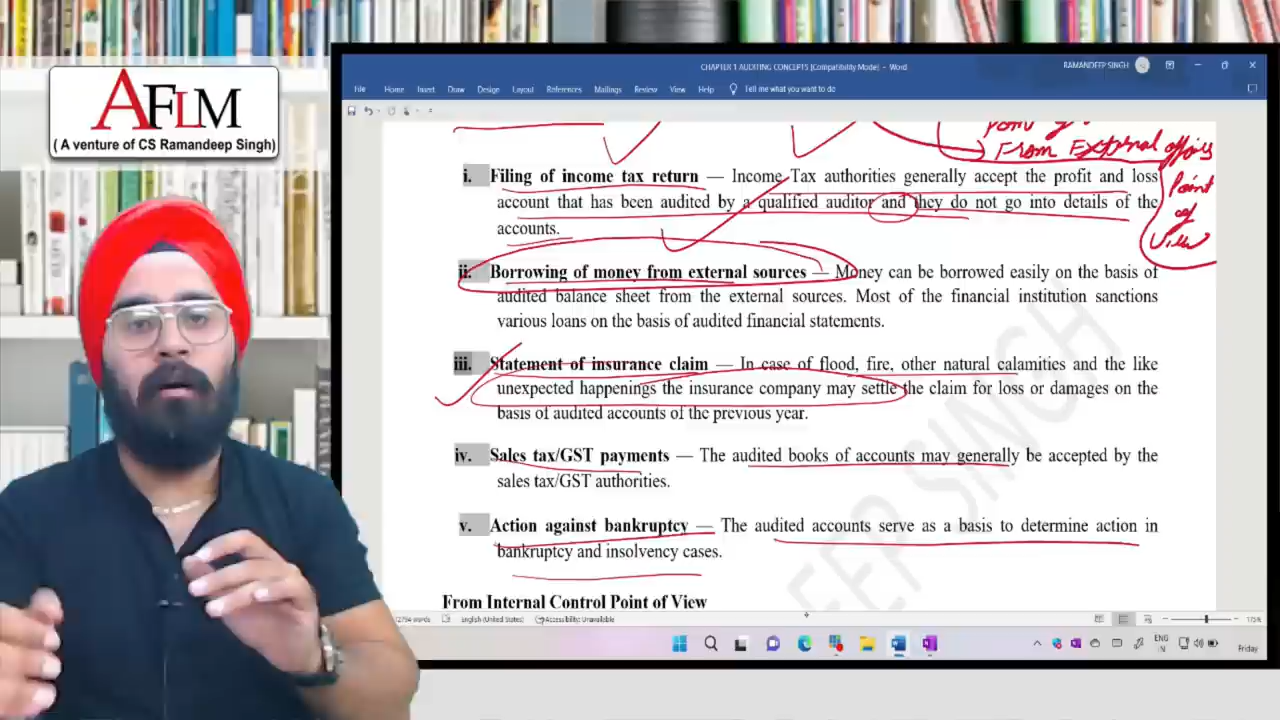 AFLM
( A venture of CS Ramandeep Singh)
CHAPTER 1 AUDITING CONCEPTS [Compatibility Mode] - Word
RAMANDEEP SINGH
File Home Insert Draw Design Layout References Mailings Review View Help Tell me what you want to do
From External affairs
Point
of
View
i. Filing of income tax return — Income Tax authorities generally accept the profit and loss
account that has been audited by a qualified auditor and they do not go into details of the
accounts.
ii. Borrowing of money from external sources — Money can be borrowed easily on the basis of
audited balance sheet from the external sources. Most of the financial institution sanctions
various loans on the basis of audited financial statements.
iii. Statement of insurance claim — In case of flood, fire, other natural calamities and the like
unexpected happenings the insurance company may settle the claim for loss or damages on the
basis of audited accounts of the previous year.
iv. Sales tax/GST payments — The audited books of accounts may generally be accepted by the
sales tax/GST authorities.
v. Action against bankruptcy — The audited accounts serve as a basis to determine action in
bankruptcy and insolvency cases.
From Internal Control Point of View
EEP SINGH
words English (United States) Accessibility: Unavailable 175%
ENG
IN
Friday